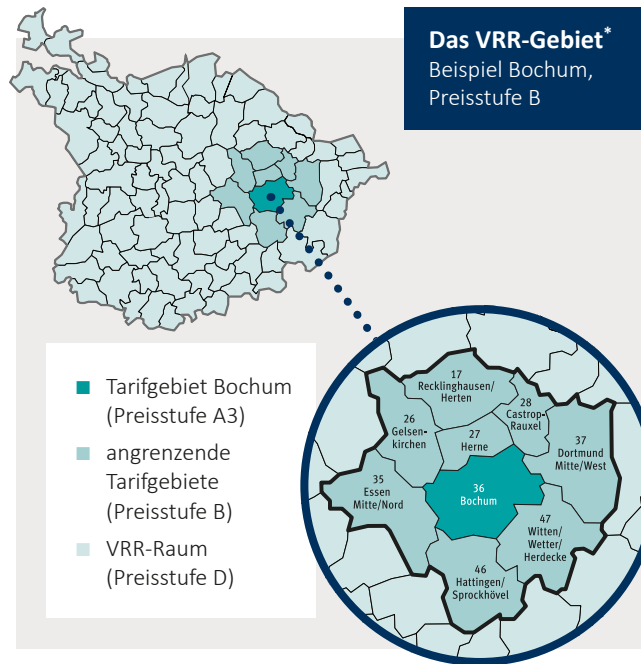 Das VRR-Gebiet*
Beispiel Bochum,
Preisstufe B
Tarifgebiet Bochum
(Preisstufe A3)
angrenzende
Tarifgebiete
(Preisstufe B)
VRR-Raum
(Preisstufe D)
17
Recklinghausen/
Herten
28
Castrop-
Rauxel
26
Gelsen-
kirchen
27
Herne
37
Dortmund
Mitte/West
35
Essen
Mitte/Nord
36
Bochum
47
Witten/
Wetter/
Herdecke
46
Hattingen/
Sprockhövel